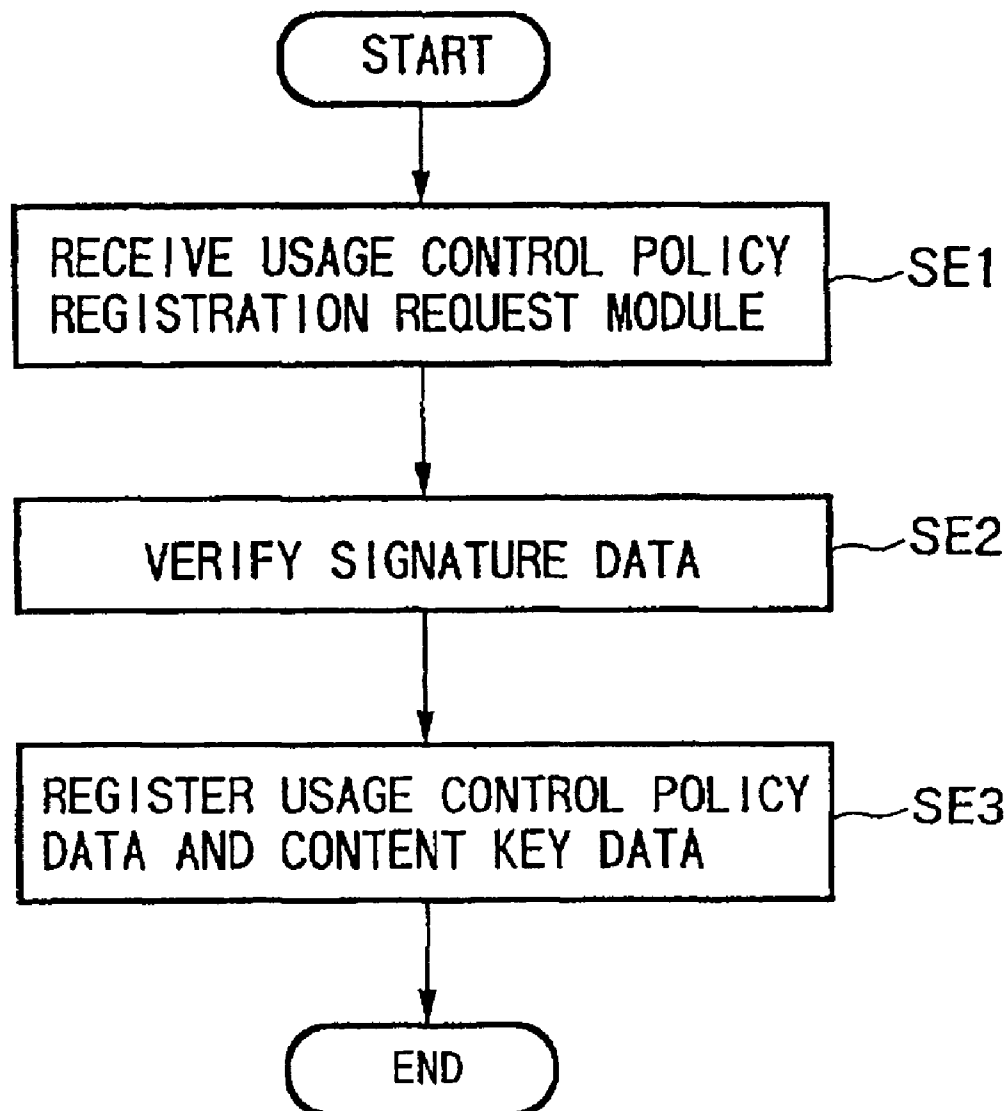 START
RECEIVE USAGE CONTROL POLICY
REGISTRATION REQUEST MODULE
SE1
VERIFY SIGNATURE DATA
SE2
REGISTER USAGE CONTROL POLICY
DATA AND CONTENT KEY DATA
SE3
END